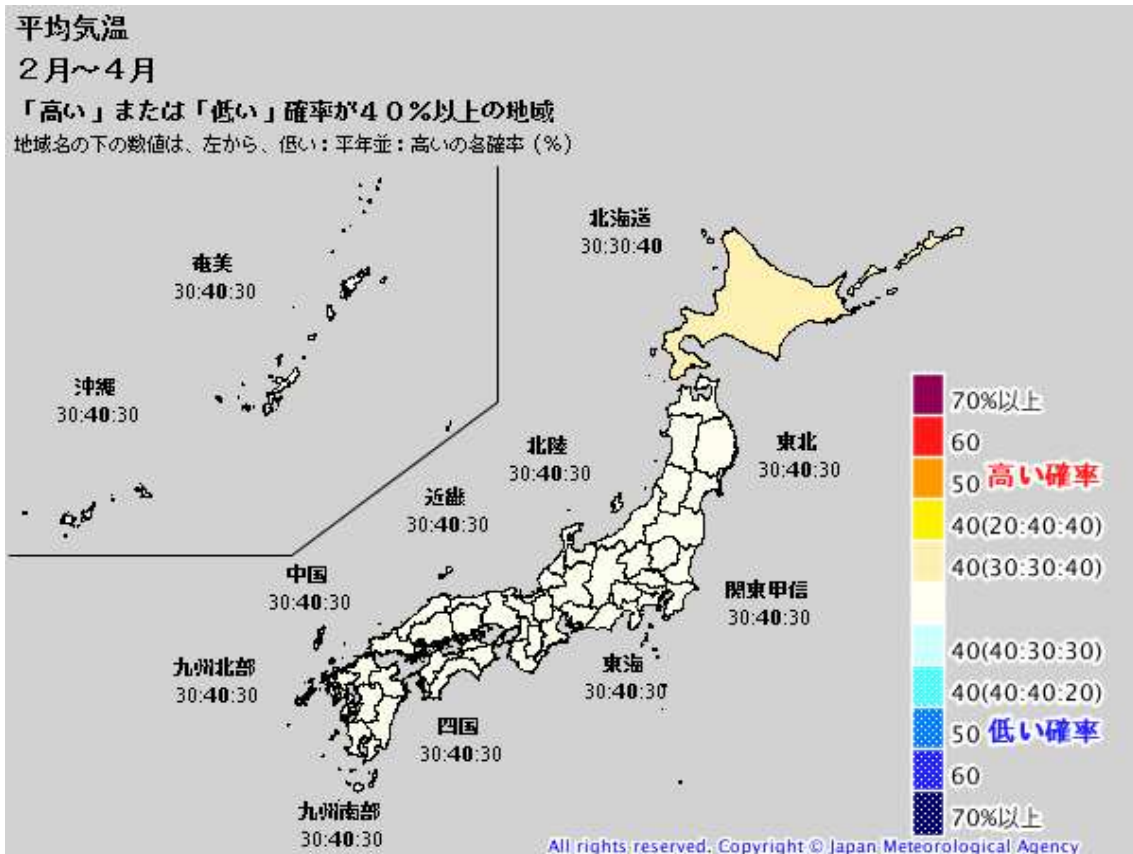 平均気温
２月～４月
「高い」または「低い」確率が４０％以上の地域
地域名の下の数値は、左から、低い：平年並：高いの各確率（％）
北海道
30:30:40
奄美
30:40:30
沖縄
30:40:30
北陸
30:40:30
東北
30:40:30
近畿
30:40:30
中国
30:40:30
関東甲信
30:40:30
九州北部
30:40:30
東海
30:40:30
四国
30:40:30
九州南部
30:40:30
70%以上
60
50 高い確率
40(20:40:40)
40(30:30:40)
40(40:30:30)
40(40:40:20)
50 低い確率
60
70%以上
All rights reserved. Copyright © Japan Meteorological Agency